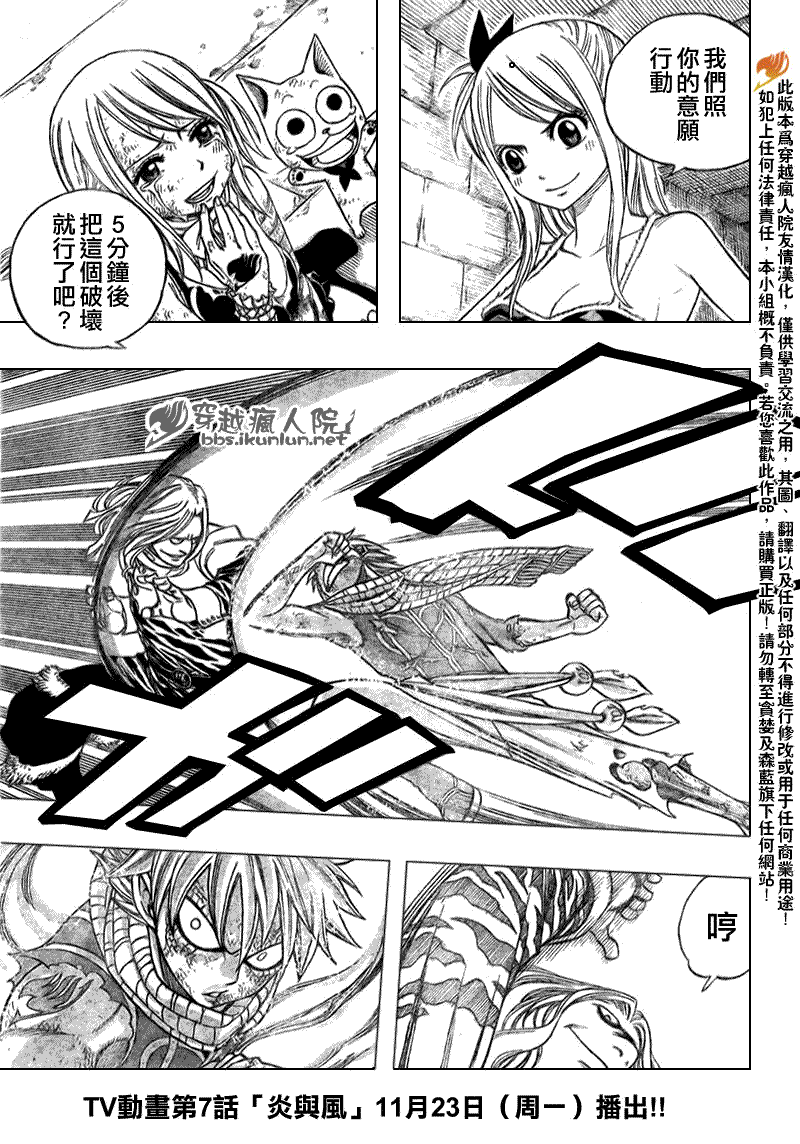 我們照
你的意願
行動
5分鐘後
把這個破壞
就行了吧？
穿越瘋人院
bbs.ikunlun.net
ドド
ガガ
哼
TV動畫第7話「炎與風」11月23日（周一）播出!!
此版本爲穿越瘋人院友情漢化，僅供學習交流之用，其圖、翻譯以及任何部分不得進行修改或用于任何商業用途！
如犯上任何法律責任，本小組概不負責。若您喜歡此作品，請購買正版！請勿轉至貪婪及森藍旗下任何網站！